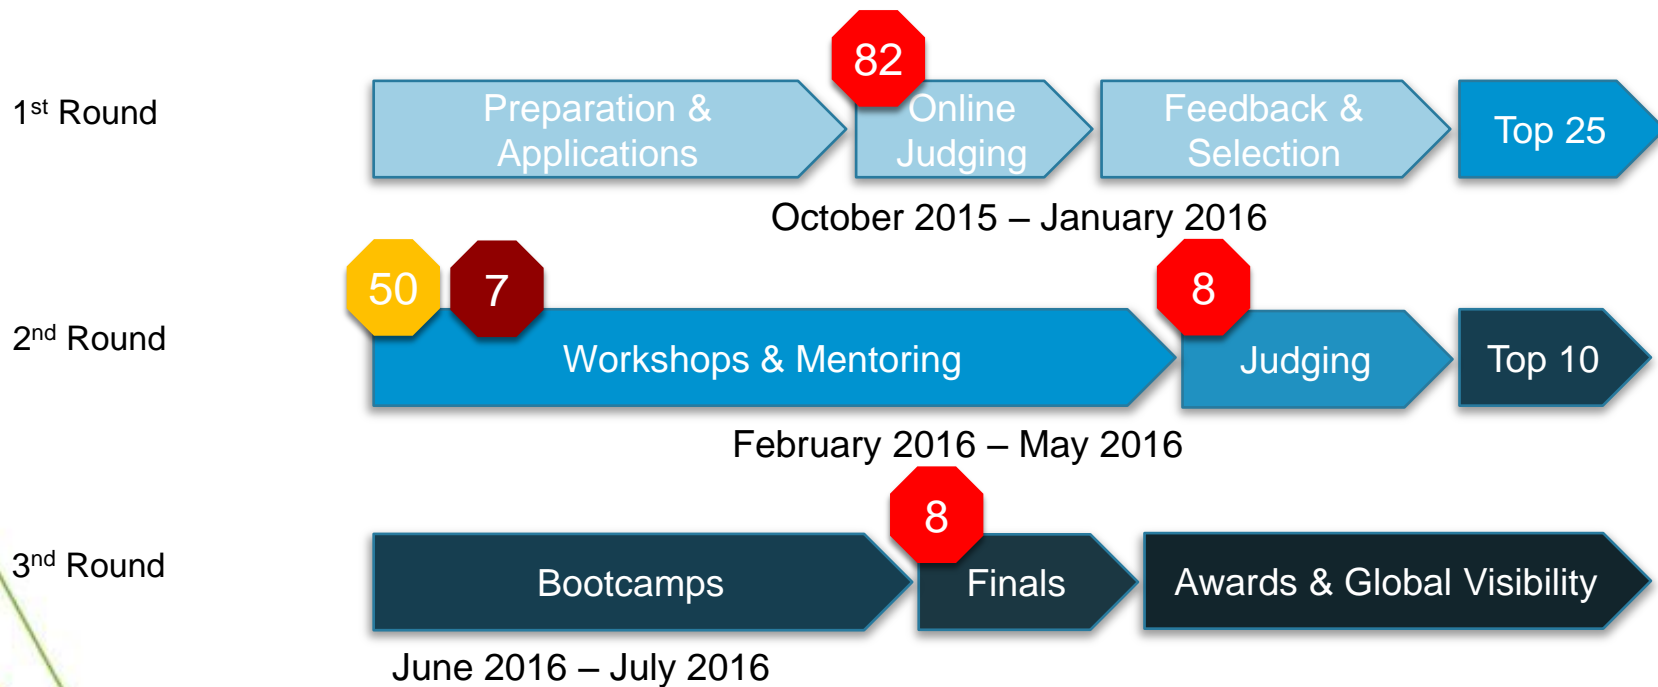 82
1st Round
Preparation &
Applications
Online
Judging
Feedback &
Selection
Top 25
October 2015 – January 2016
50
7
8
2nd Round
Workshops & Mentoring
Judging
Top 10
February 2016 – May 2016
8
3nd Round
Bootcamps
Finals
Awards & Global Visibility
June 2016 – July 2016